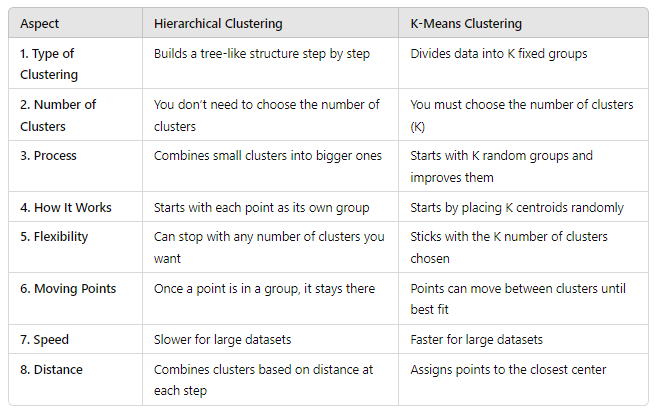 Aspect Hierarchical Clustering K-Means Clustering
1. Type of Builds a tree-like structure step by step Divides data into K fixed groups
Clustering
2. Number of You don’t need to choose the number of You must choose the number of clusters
Clusters clusters (K)
3. Process Combines small clusters into bigger ones Starts with K random groups and
improves them
4. How It Works Starts with each point as its own group Starts by placing K centroids randomly
5. Flexibility Can stop with any number of clusters you Sticks with the K number of clusters
want chosen
6. Moving Points Once a point is in a group, it stays there Points can move between clusters until
best fit
7. Speed Slower for large datasets Faster for large datasets
8. Distance Combines clusters based on distance at Assigns points to the closest center
each step